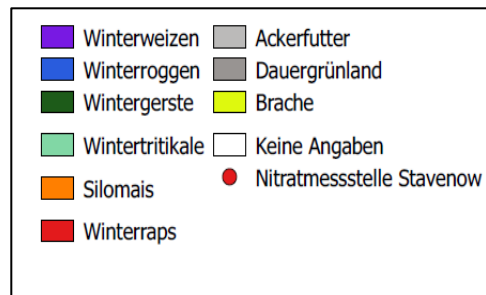 Winterweizen
Winterroggen
Wintergerste
Wintertritikale
Silomais
Winterraps
Ackerfutter
Dauergrünland
Brache
Keine Angaben
Nitratmessstelle Stavenow